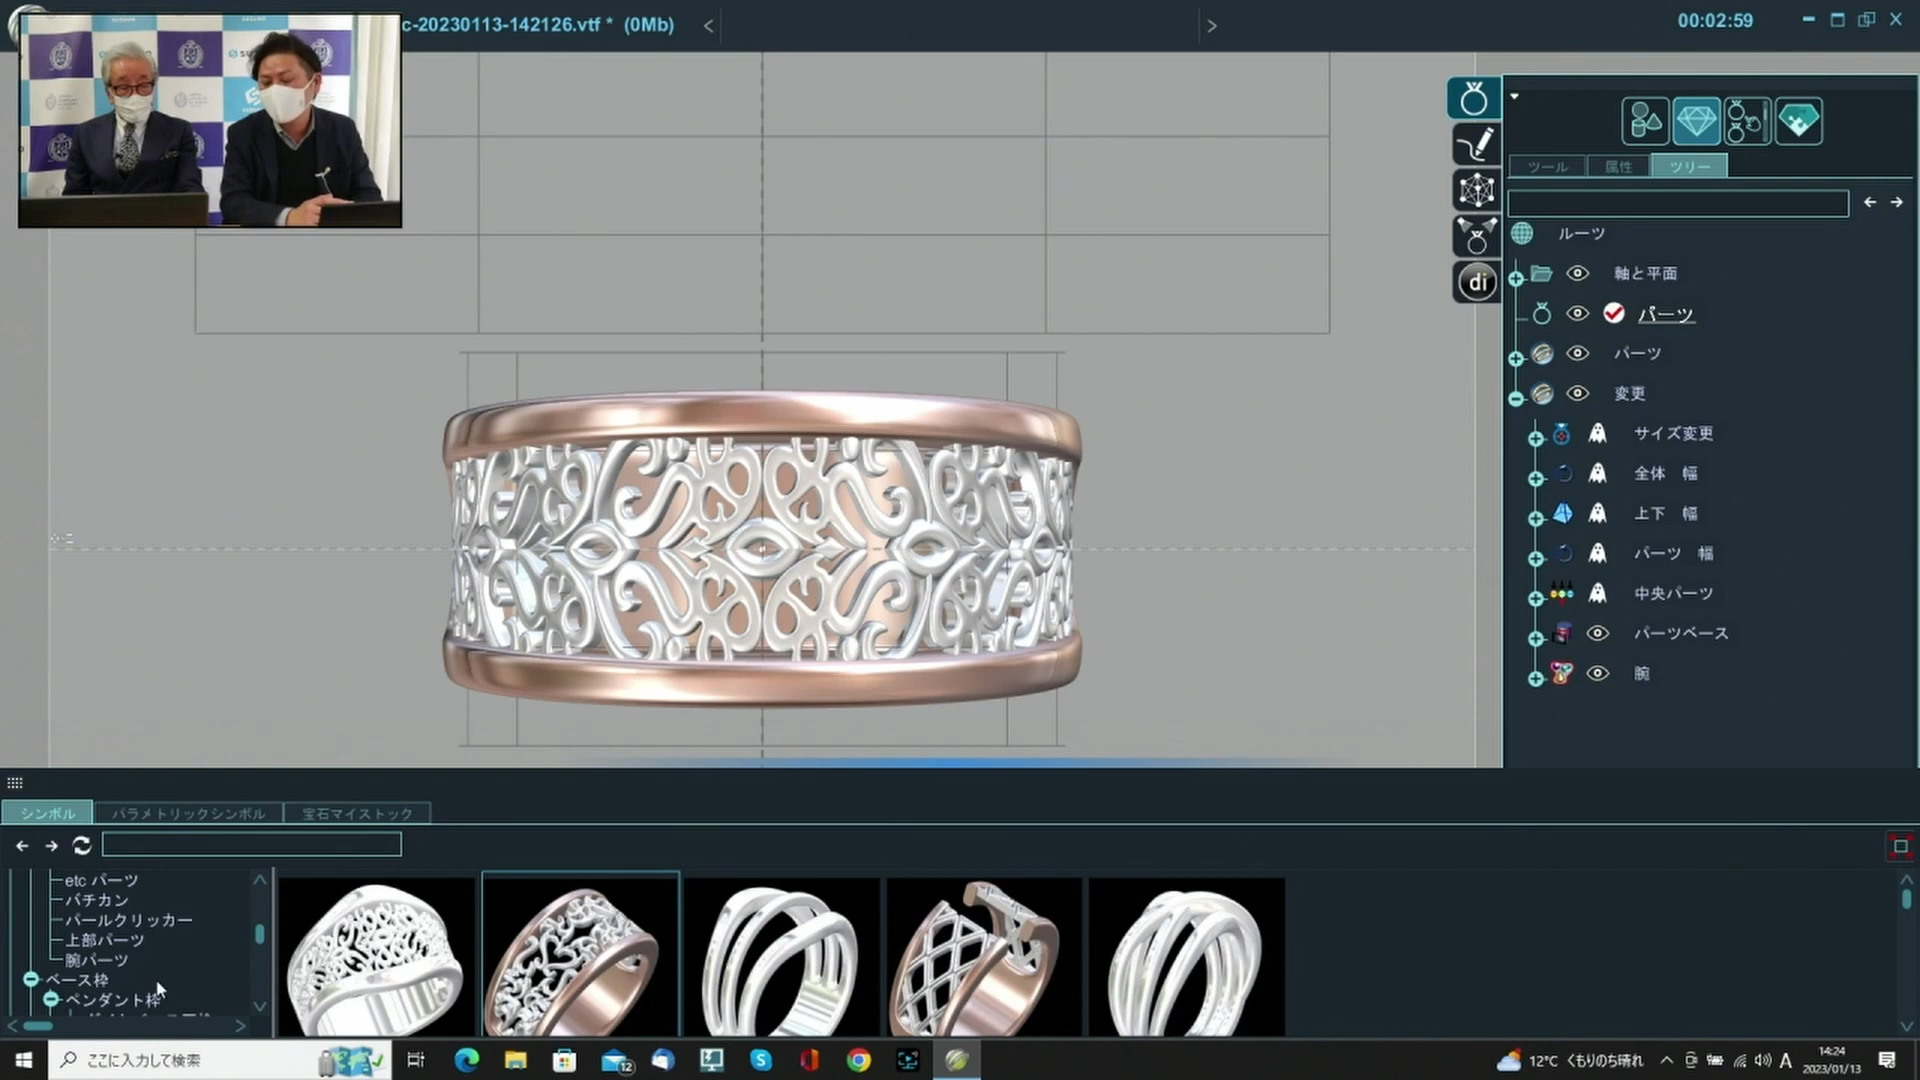 c-20230113-142126.vtf * (0Mb)
<
>
00:02:59
di
ツール
属性
ツリー
ルーツ
軸と平面
パーツ
パーツ
変更
サイズ変更
全体 幅
上下 幅
パーツ 幅
中央パーツ
パーツベース
腕
シンボル
パラメトリックシンボル
宝石マイストック
etc パーツ
バチカン
パールクリッカー
上部パーツ
腕パーツ
ベース枠
ペンダント枠
ここに入力して検索
12
12°C くもりのち晴れ
A
14:24
2023/01/13